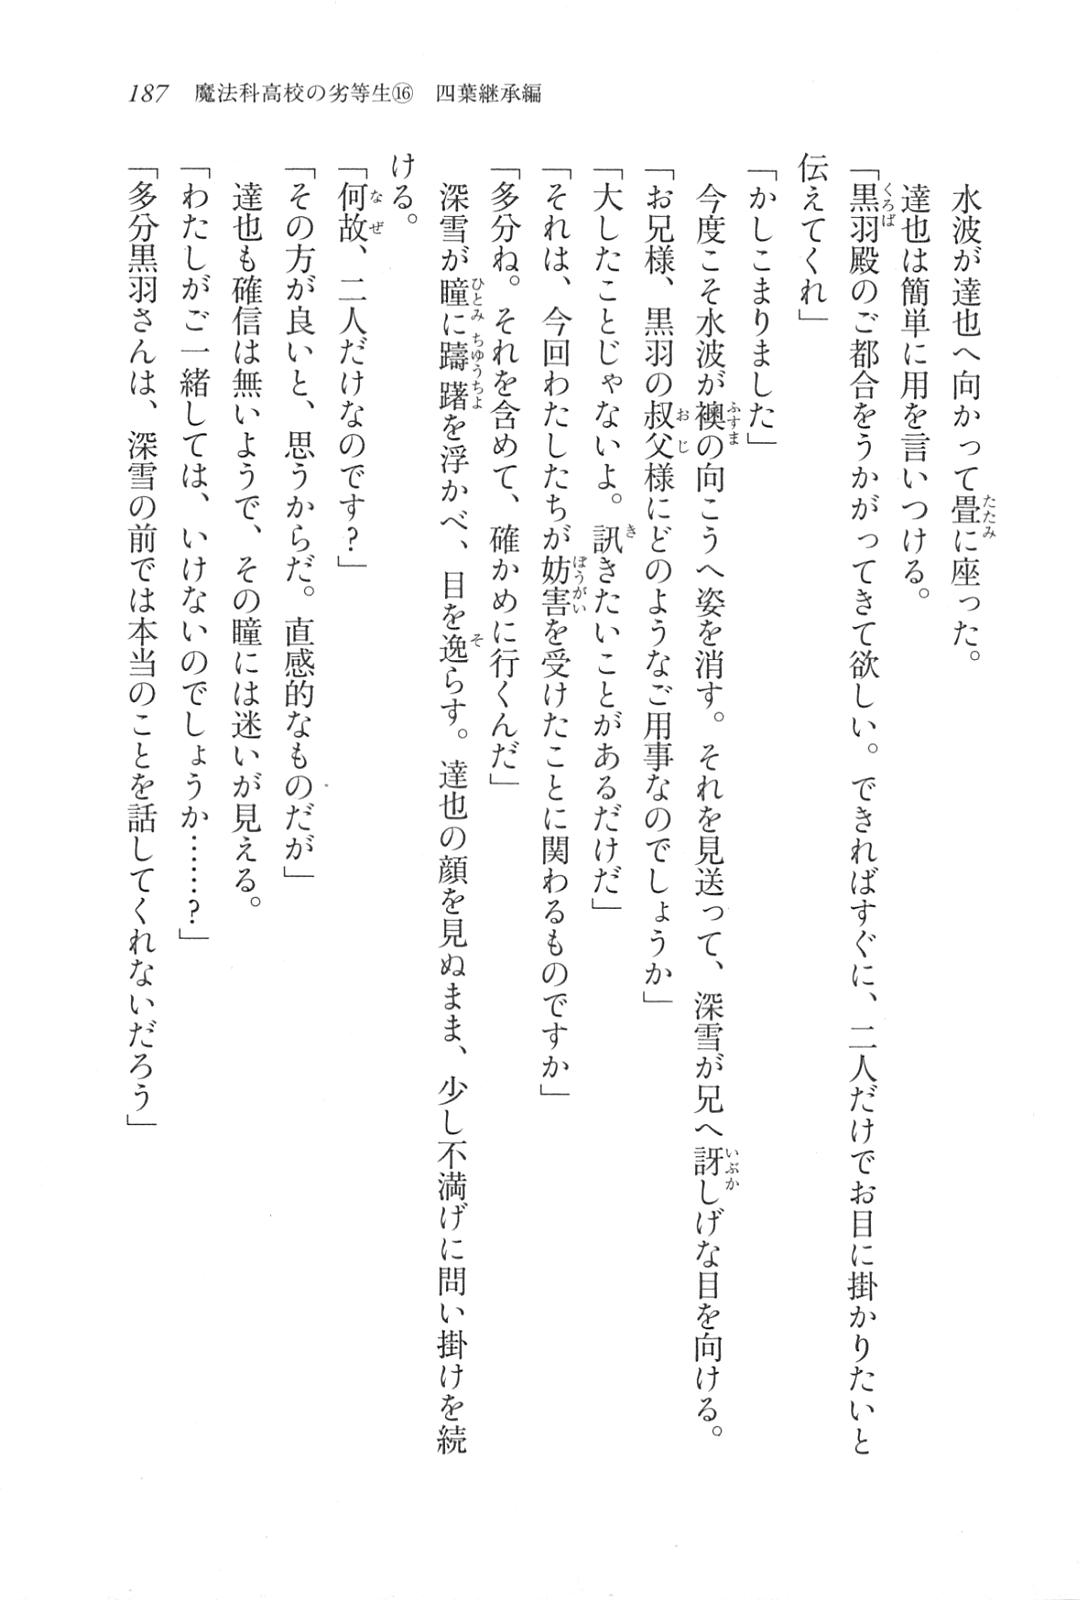 187　魔法科高校の劣等生⑯　四葉継承編
　水波が達也へ向かって畳に座った。
　達也は簡単に用を言いつける。
「黒羽殿のご都合をうかがってきて欲しい。できればすぐに、二人だけでお目に掛かりたいと
伝えてくれ」
「かしこまりました」
　今度こそ水波が襖の向こうへ姿を消す。それを見送って、深雪が兄へ訝しげな目を向ける。
「お兄様、黒羽の叔父様にどのようなご用事なのでしょうか」
「大したことじゃないよ。訊きたいことがあるだけだ」
「それは、今回わたしたちが妨害を受けたことに関わるものですか」
「多分ね。それを含めて、確かめに行くんだ」
　深雪が瞳に躊躇を浮かべ、目を逸らす。達也の顔を見ぬまま、少し不満げに問い掛けを続
ける。
「何故、二人だけなのです？」
「その方が良いと、思うからだ。直感的なものだが」
　達也も確信は無いようで、その瞳には迷いが見える。
「わたしがご一緒しては、いけないのでしょうか……？」
「多分黒羽さんは、深雪の前では本当のことを話してくれないだろう」